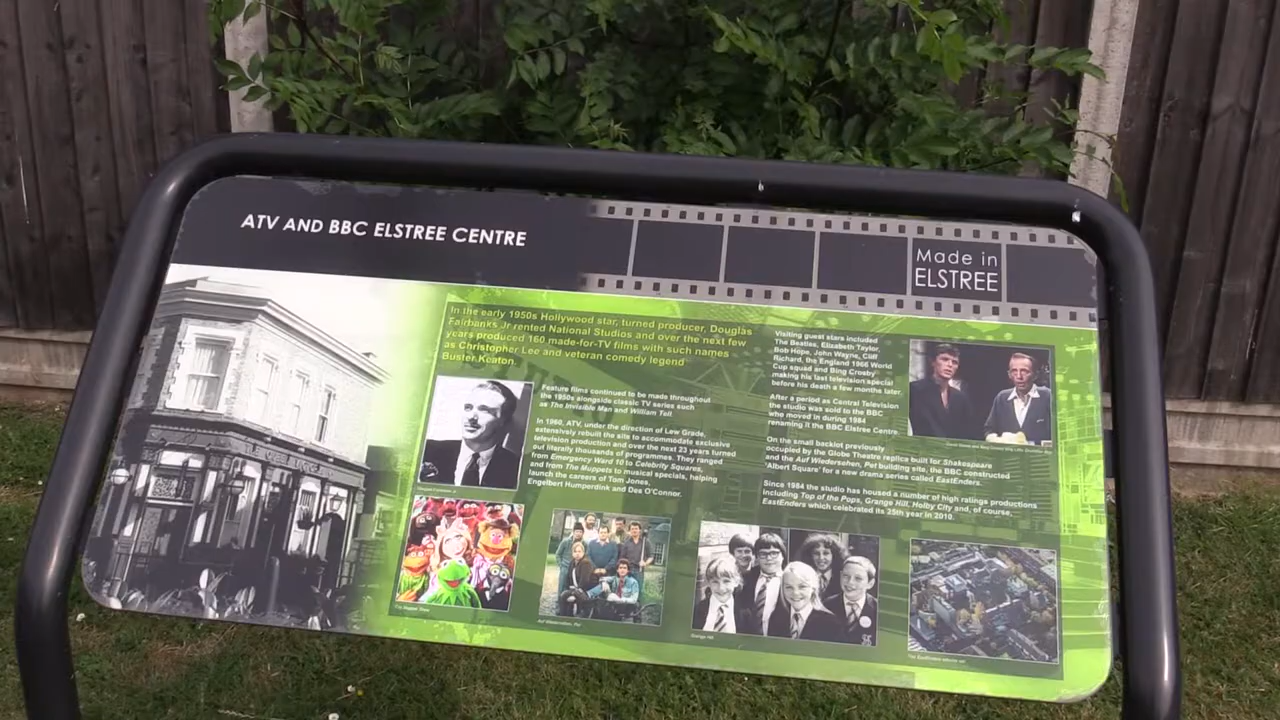 ATV AND BBC ELSTREE CENTRE
Made in
ELSTREE
In the early 1950s Hollywood star, turned producer, Douglas
Fairbanks Jr rented National Studios and over the next few
years produced 160 made-for-TV films with such names
as Christopher Lee and veteran comedy legend
Buster Keaton.
Feature films continued to be made throughout
the 1950s alongside classic TV series such
as The Invisible Man and William Tell
In 1960, ATV, under the direction of Lew Grade,
extensively rebuilt the site to accommodate exclusive
television production and over the next 23 years turned
out literally thousands of programmes. They ranged
from Emergency Ward 10 to Celebrity Squares,
and from The Muppets to musical specials, helping
launch the careers of Tom Jones,
Engelbert Humperdink and Des O'Connor.
Visiting guest stars included
The Beatles, Elizabeth Taylor,
Bob Hope, John Wayne, Cliff
Richard, the England 1966 World
Cup squad and Bing Crosby
making his last television special
before his death a few months later.
After a period as Central Television
the studio was sold to the BBC
who moved in during 1984
renaming it the BBC Elstree Centre.
On the small backlot previously
occupied by the Globe Theatre replica built for Shakespeare
and the Auf Wiedersehen, Pet building site, the BBC constructed
'Albert Square' for a new drama series called EastEnders.
Since 1984 the studio has housed a number of high ratings productions
including Top of the Pops, Grange Hill, Holby City and, of course,
EastEnders which celebrated its 25th year in 2010.
The Muppet Show
Auf Wiedersehen, Pet
Grange Hill